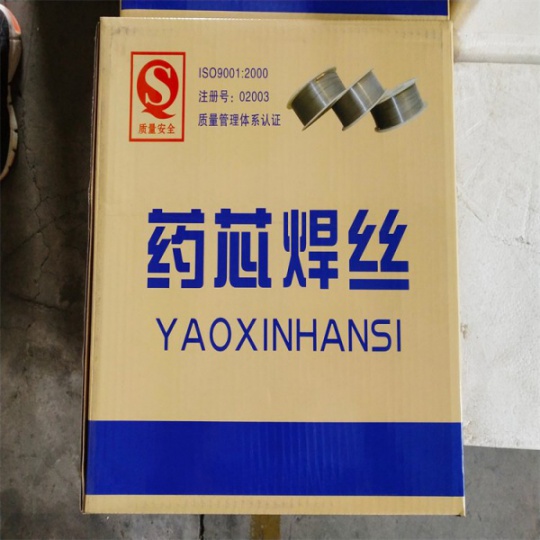 质量安全
ISO9001:2000
注册号：02003
质量管理体系认证
药芯焊丝
YAOXINHANSI